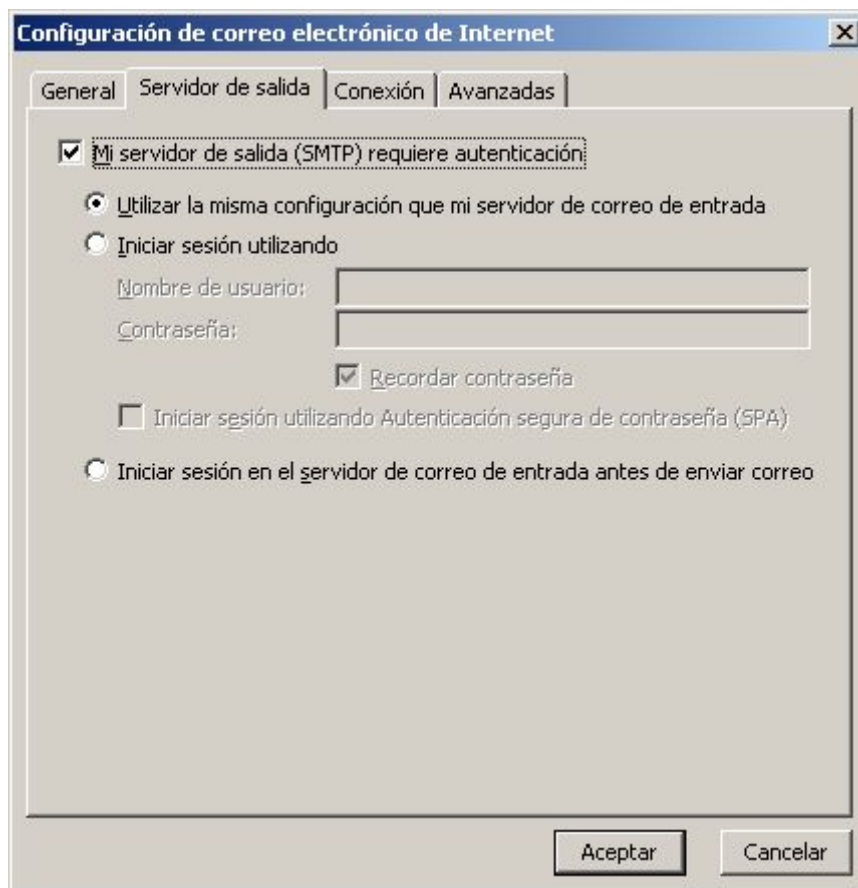 Configuración de correo electrónico de Internet
General Servidor de salida Conexión Avanzadas
Mi servidor de salida (SMTP) requiere autenticación
Utilizar la misma configuración que mi servidor de correo de entrada
Iniciar sesión utilizando
Nombre de usuario:
Contraseña:
Recordar contraseña
Iniciar sesión utilizando Autenticación segura de contraseña (SPA)
Iniciar sesión en el servidor de correo de entrada antes de enviar correo
Aceptar Cancelar